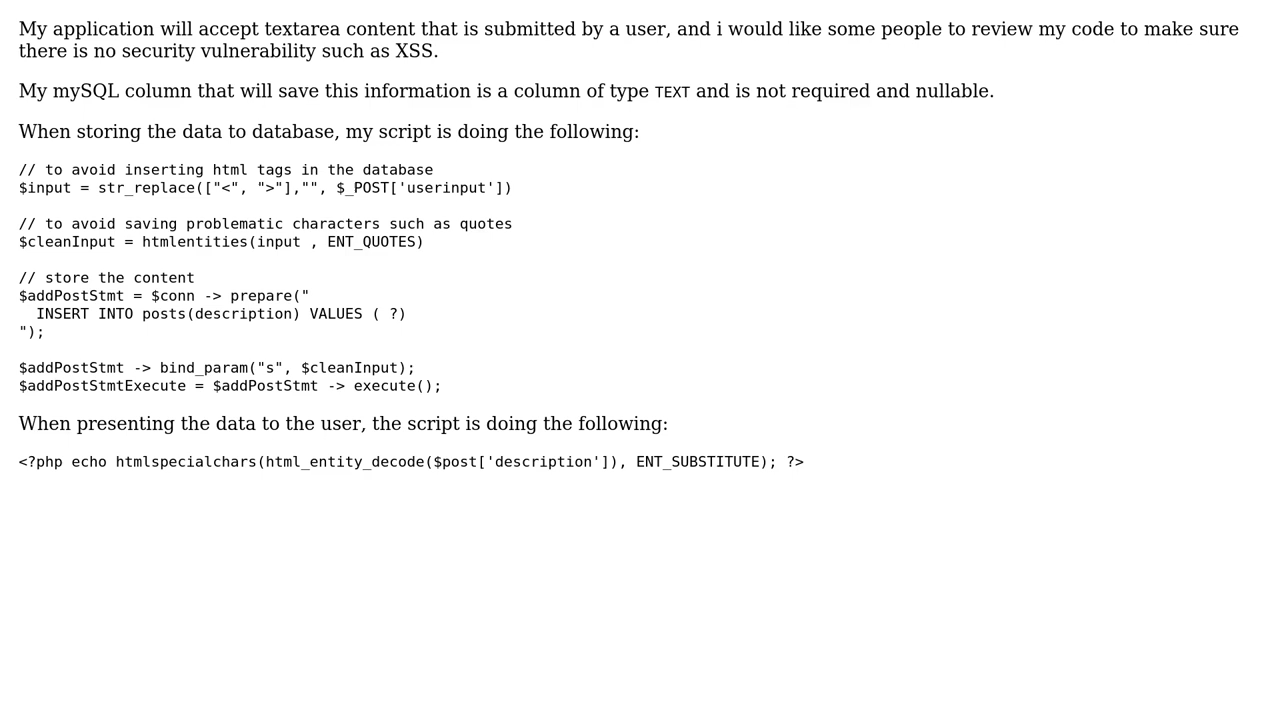 My application will accept textarea content that is submitted by a user, and i would like some people to review my code to make sure
there is no security vulnerability such as XSS.
My mySQL column that will save this information is a column of type TEXT and is not required and nullable.
When storing the data to database, my script is doing the following:
// to avoid inserting html tags in the database
$input = str_replace(["<", ">"],"", $_POST['userinput'])
// to avoid saving problematic characters such as quotes
$cleanInput = htmlentities(input , ENT_QUOTES)
// store the content
$addPostStmt = $conn -> prepare("
  INSERT INTO posts(description) VALUES ( ?)
");
$addPostStmt -> bind_param("s", $cleanInput);
$addPostStmtExecute = $addPostStmt -> execute();
When presenting the data to the user, the script is doing the following:
<?php echo htmlspecialchars(html_entity_decode($post['description']), ENT_SUBSTITUTE); ?>